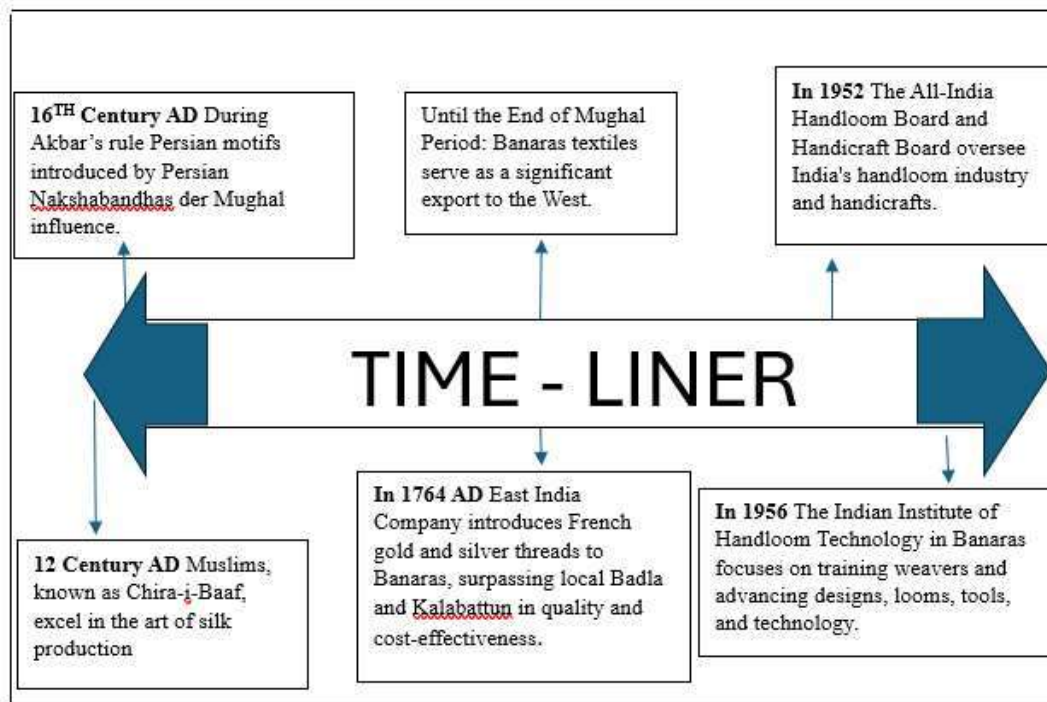 16TH Century AD During
Akbar's rule Persian motifs
introduced by Persian
Nakshabandhas der Mughal
influence.
Until the End of Mughal
Period: Banaras textiles
serve as a significant
export to the West.
In 1952 The All-India
Handloom Board and
Handicraft Board oversee
India's handloom industry
and handicrafts.
TIME - LINER
12 Century AD Muslims,
known as Chira-i-Baaf,
excel in the art of silk
production
In 1764 AD East India
Company introduces French
gold and silver threads to
Banaras, surpassing local Badla
and Kalabattun in quality and
cost-effectiveness.
In 1956 The Indian Institute of
Handloom Technology in Banaras
focuses on training weavers and
advancing designs, looms, tools,
and technology.